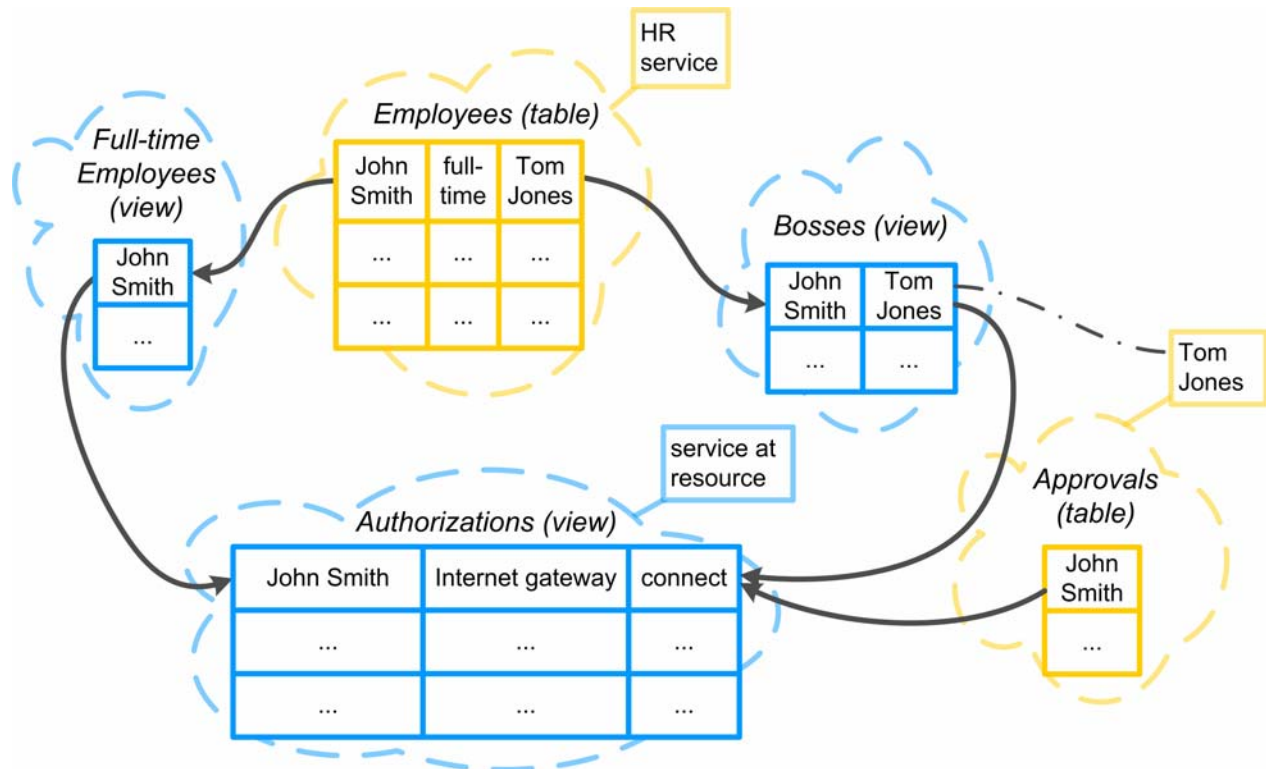 HR
service
Employees (table)
John
Smith
full-
time
Tom
Jones
...
...
...
...
...
...
Full-time
Employees
(view)
John
Smith
...
Bosses (view)
John
Smith
Tom
Jones
...
...
Tom
Jones
Approvals
(table)
John
Smith
...
service at
resource
Authorizations (view)
John Smith
Internet gateway
connect
...
...
...
...
...
...